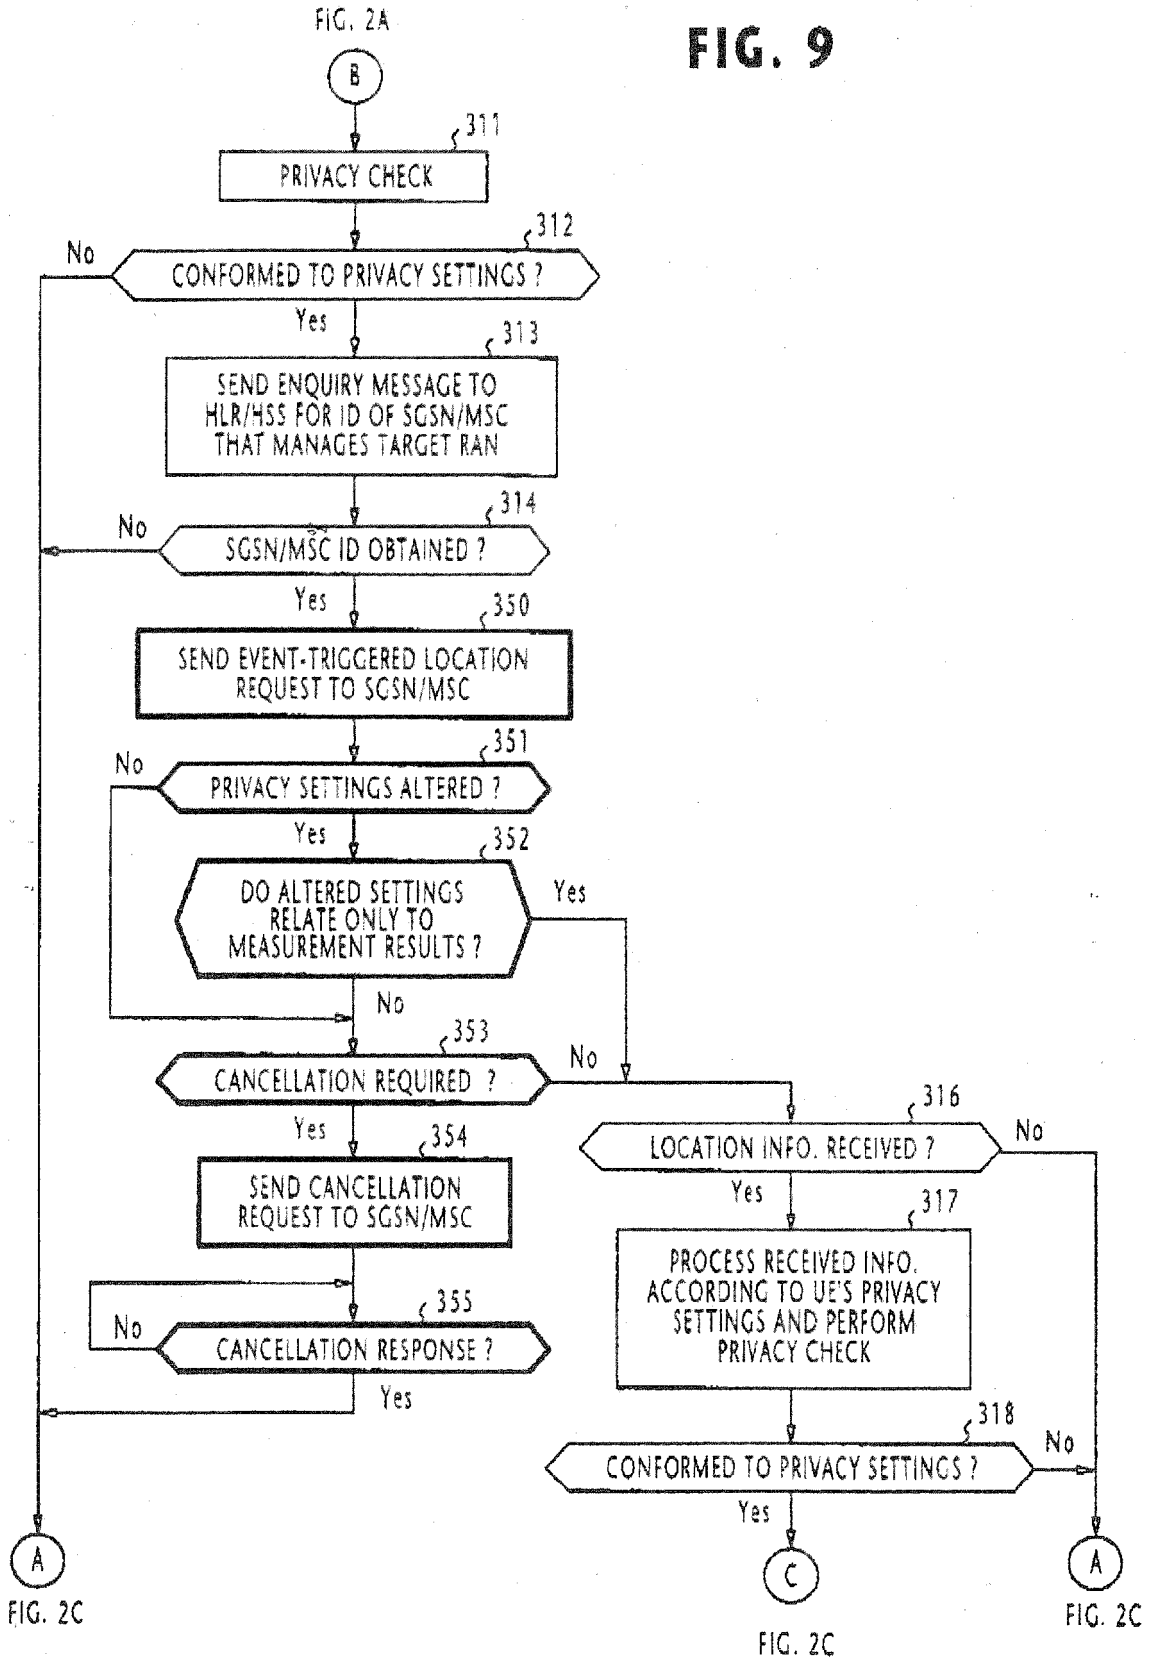 FIG. 2A
FIG. 9
B
311
PRIVACY CHECK
312
No
CONFORMED TO PRIVACY SETTINGS ?
Yes
313
SEND ENQUIRY MESSAGE TO
HLR/HSS FOR ID OF SGSN/MSC
THAT MANAGES TARGET RAN
314
No
SGSN/MSC ID OBTAINED ?
Yes
350
SEND EVENT-TRIGGERED LOCATION
REQUEST TO SGSN/MSC
351
No
PRIVACY SETTINGS ALTERED ?
Yes
352
DO ALTERED SETTINGS
RELATE ONLY TO
MEASUREMENT RESULTS ?
Yes
No
353
CANCELLATION REQUIRED ?
No
Yes
354
SEND CANCELLATION
REQUEST TO SGSN/MSC
355
No
CANCELLATION RESPONSE ?
Yes
316
LOCATION INFO. RECEIVED ?
No
Yes
317
PROCESS RECEIVED INFO.
ACCORDING TO UE'S PRIVACY
SETTINGS AND PERFORM
PRIVACY CHECK
318
CONFORMED TO PRIVACY SETTINGS ?
No
Yes
A
FIG. 2C
C
FIG. 2C
A
FIG. 2C